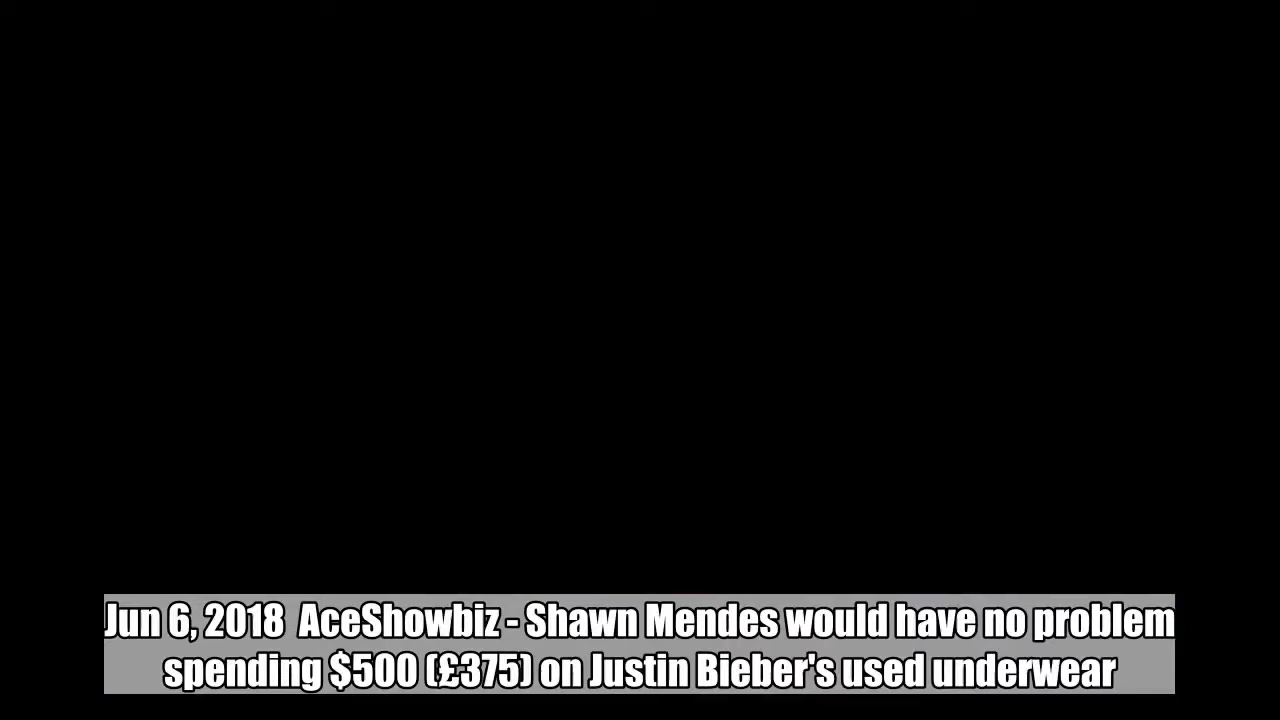 Jun 6, 2018  AceShowbiz - Shawn Mendes would have no problem
spending $500 (£375) on Justin Bieber's used underwear